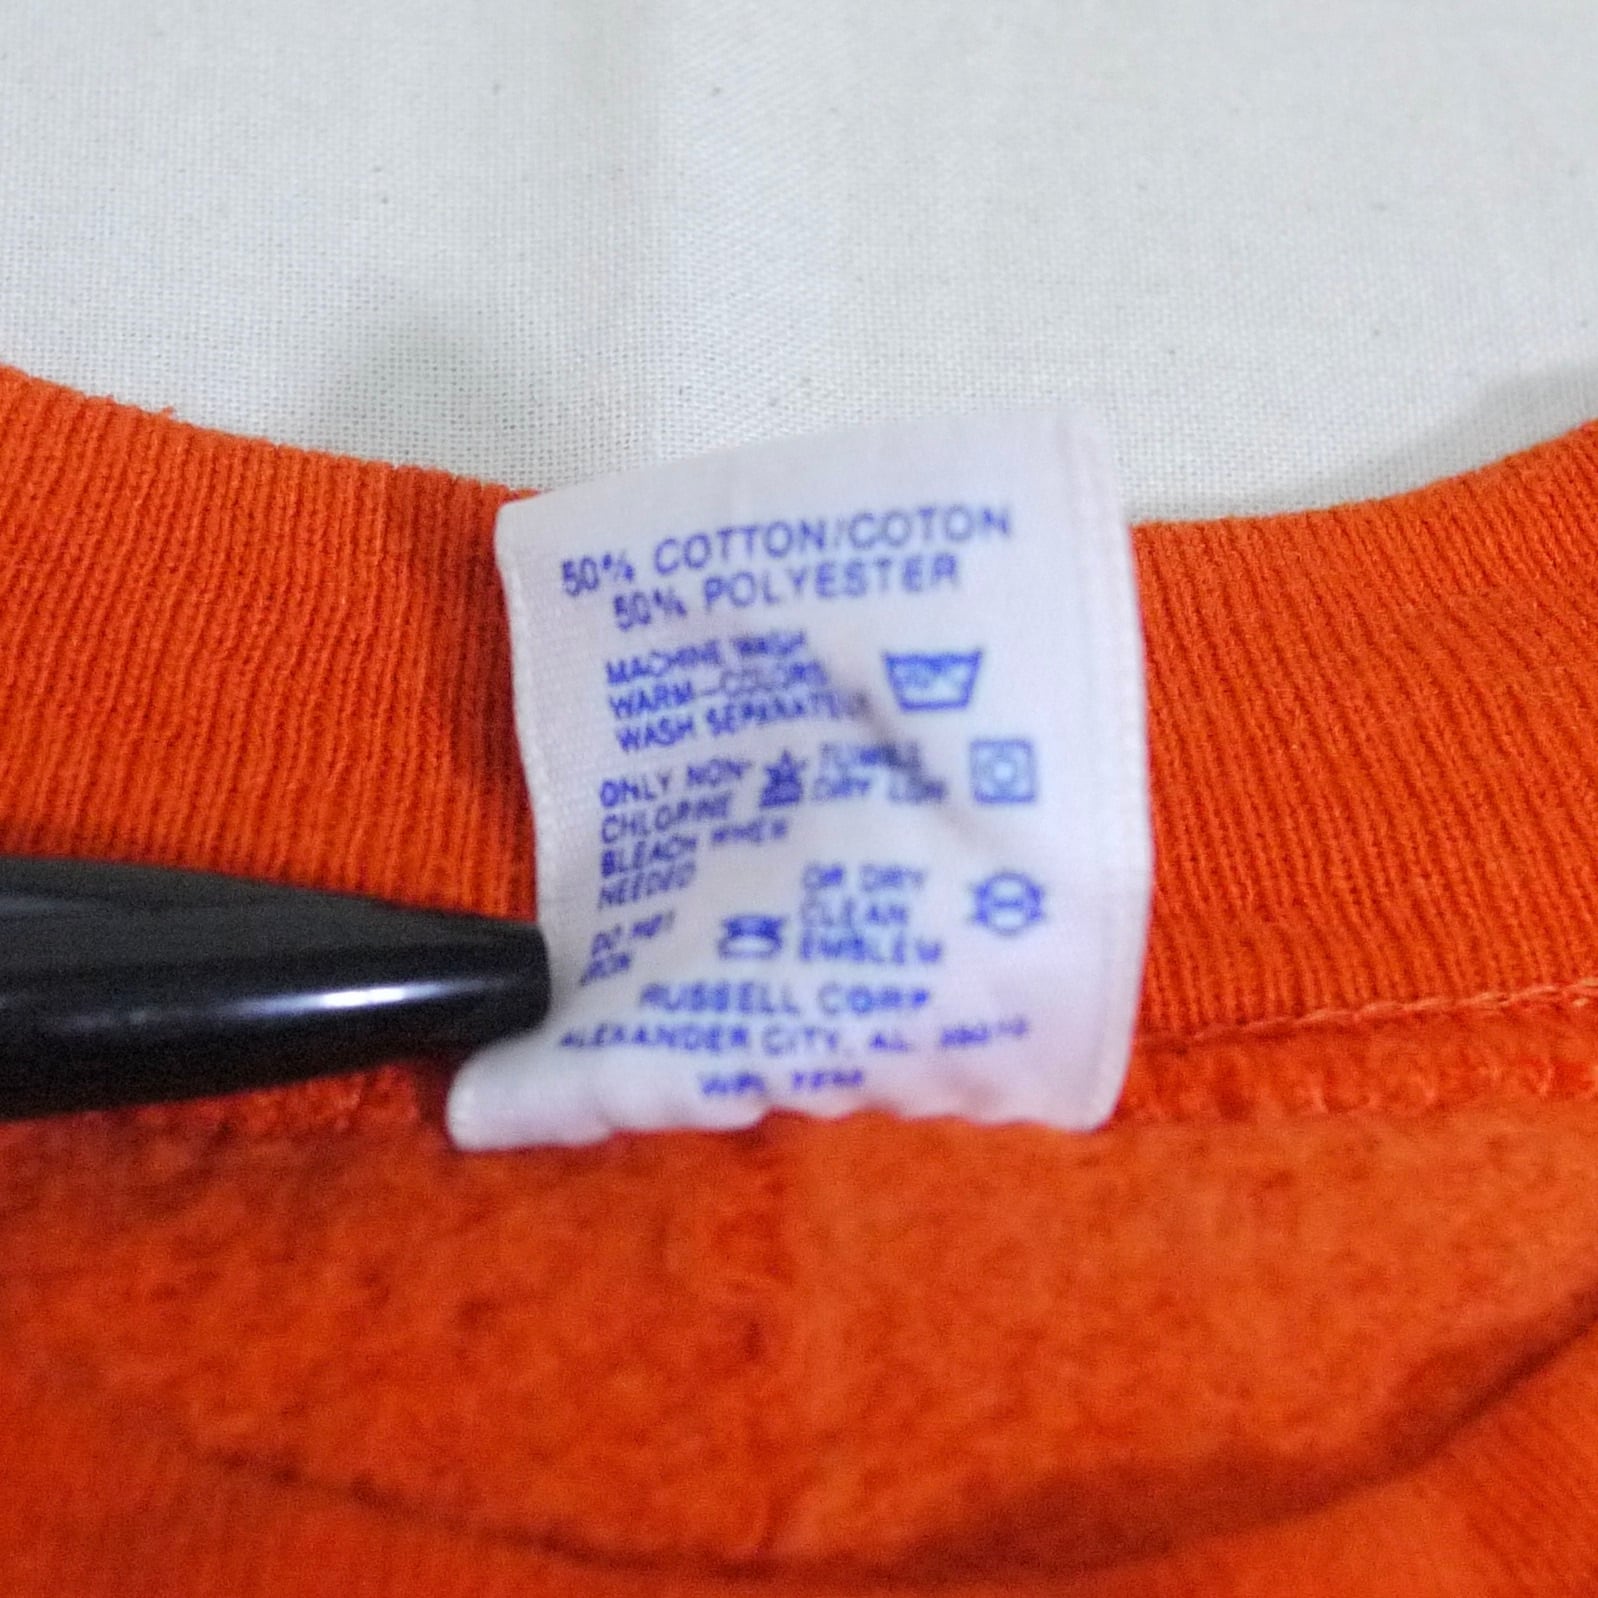 50% COTTON/COTON
50% POLYESTER
MACHINE WASH
WARM—COLORS
WASH SEPARATELY
ONLY NON-
CHLORINE
BLEACH WHEN
NEEDED
TUMBLE
DRY LOW
DO NOT
IRON
OR DRY
CLEAN
EMBLEM
RUSSELL CORP
ALEXANDER CITY, AL.
WPL